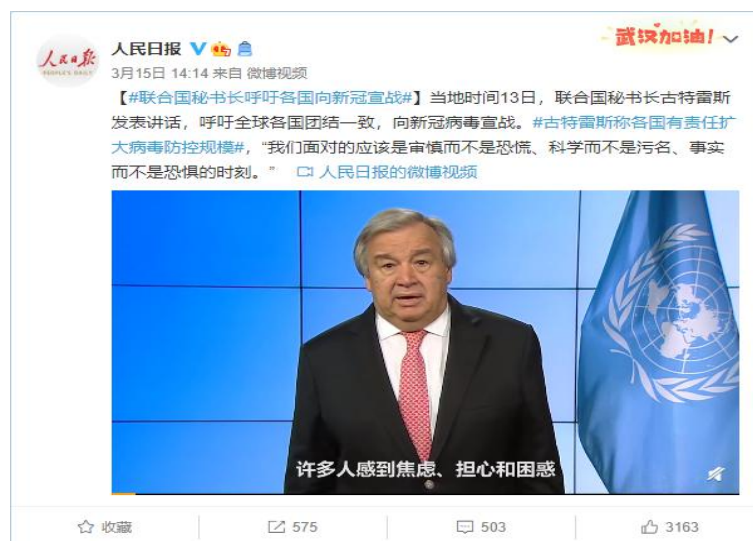 武汉加油!
人民日报
PEOPLE'S DAILY
人民日报
3月15日 14:14 来自 微博视频
【#联合国秘书长呼吁各国向新冠宣战#】当地时间13日，联合国秘书长古特雷斯
发表讲话，呼吁全球各国团结一致，向新冠病毒宣战。#古特雷斯称各国有责任扩
大病毒防控规模#，“我们面对的应该是审慎而不是恐慌、科学而不是污名、事实
而不是恐惧的时刻。” 人民日报的微博视频
许多人感到焦虑、担心和困惑
收藏 575 503 3163